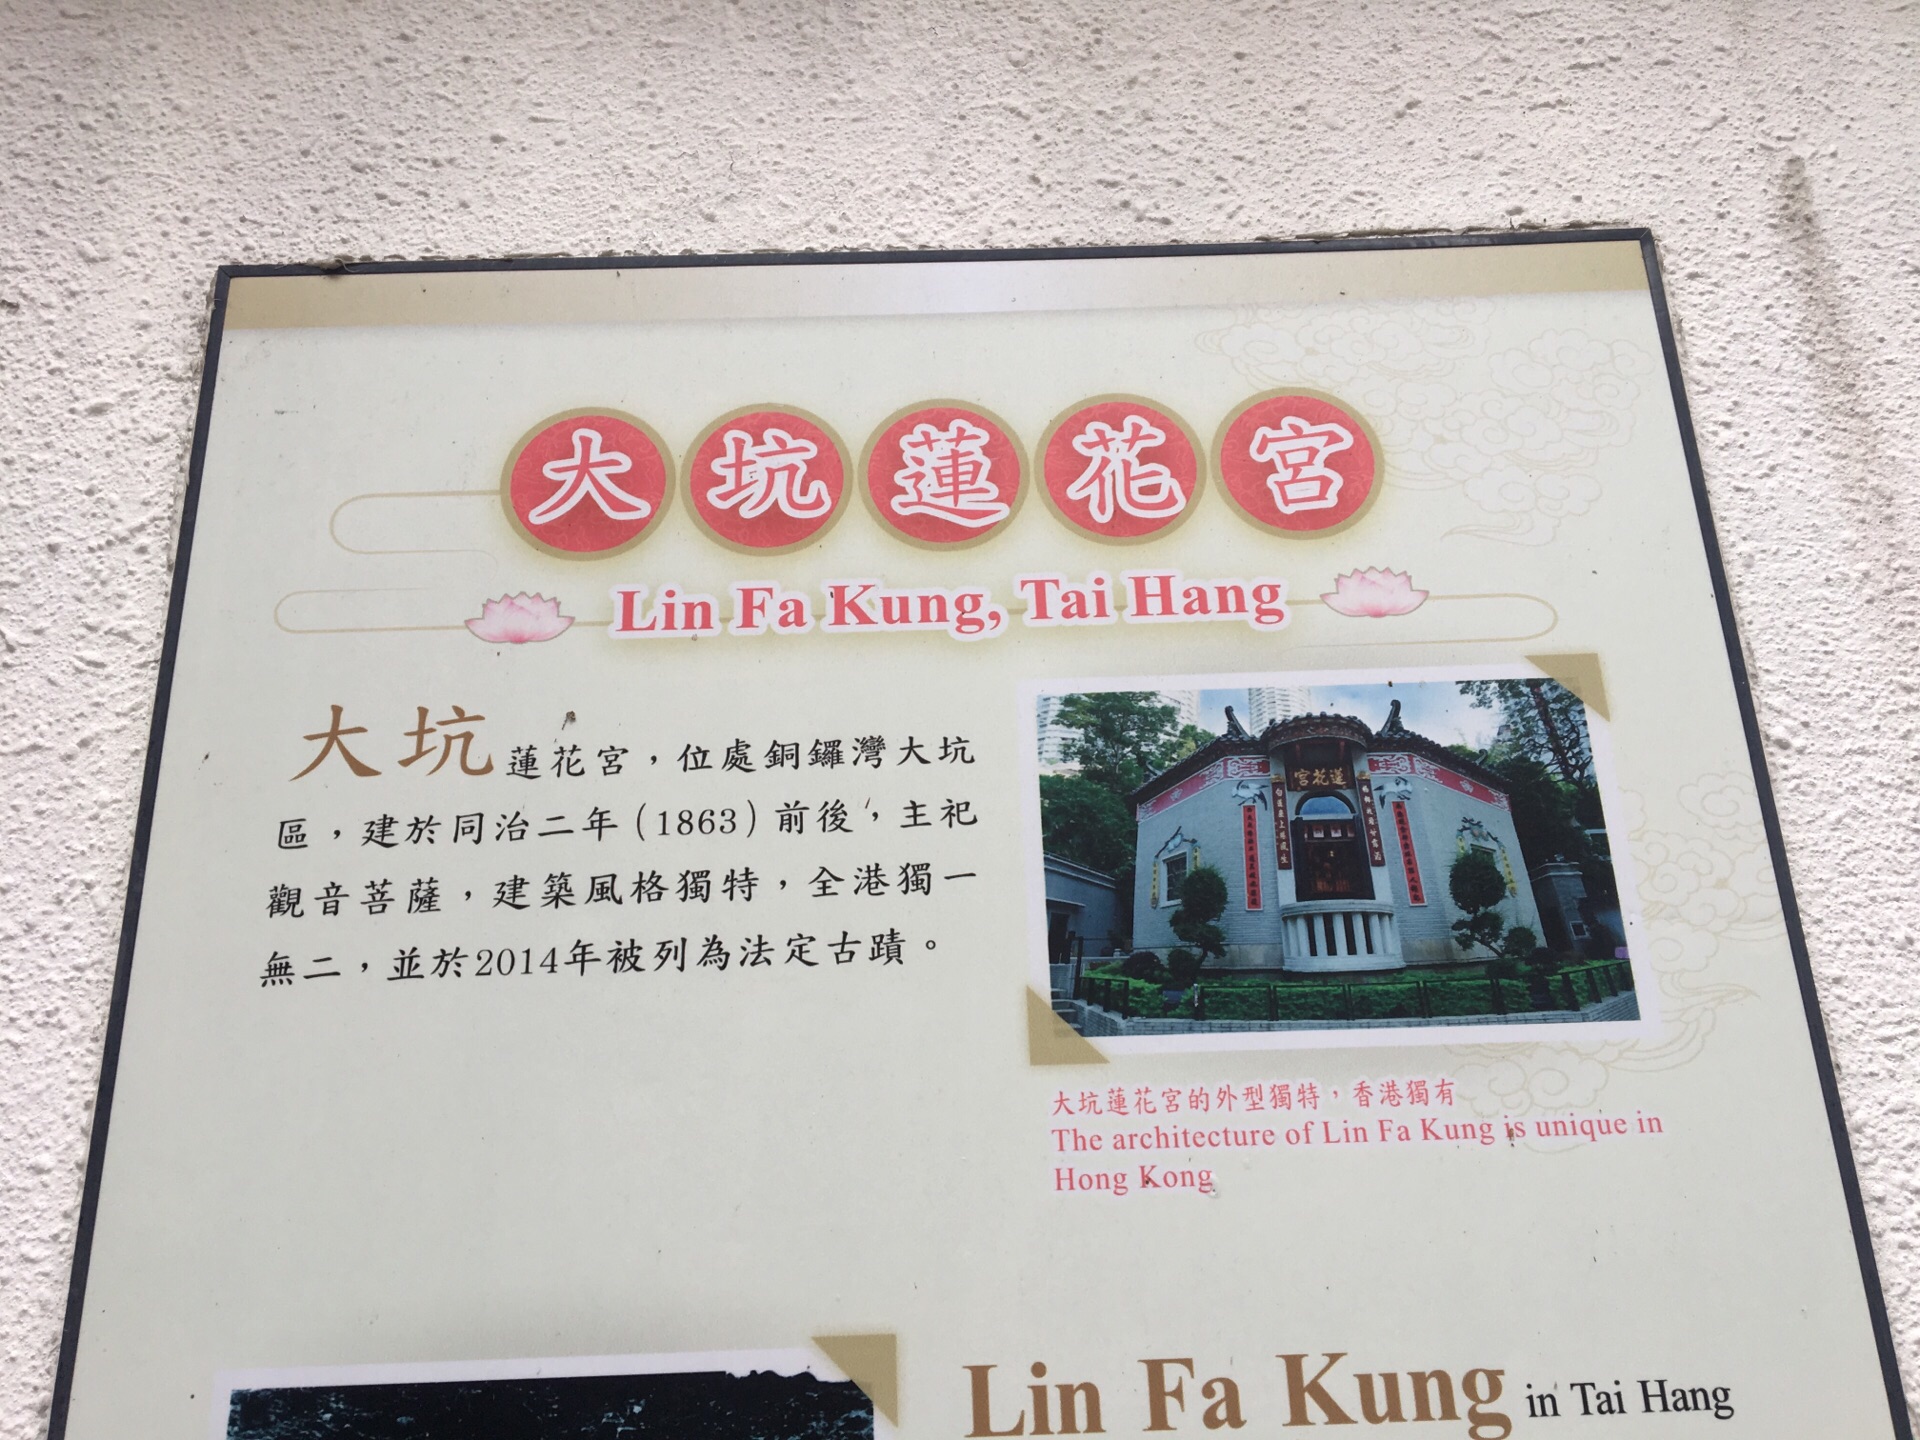 大坑蓮花宮
Lin Fa Kung, Tai Hang
大坑蓮花宮，位處銅鑼灣大坑
區，建於同治二年（1863）前後，主祀
觀音菩薩，建築風格獨特，全港獨一
無二，並於2014年被列為法定古蹟。
宮花蓮
大坑蓮花宮的外型獨特，香港獨有
The architecture of Lin Fa Kung is unique in
Hong Kong
Lin Fa Kung in Tai Hang